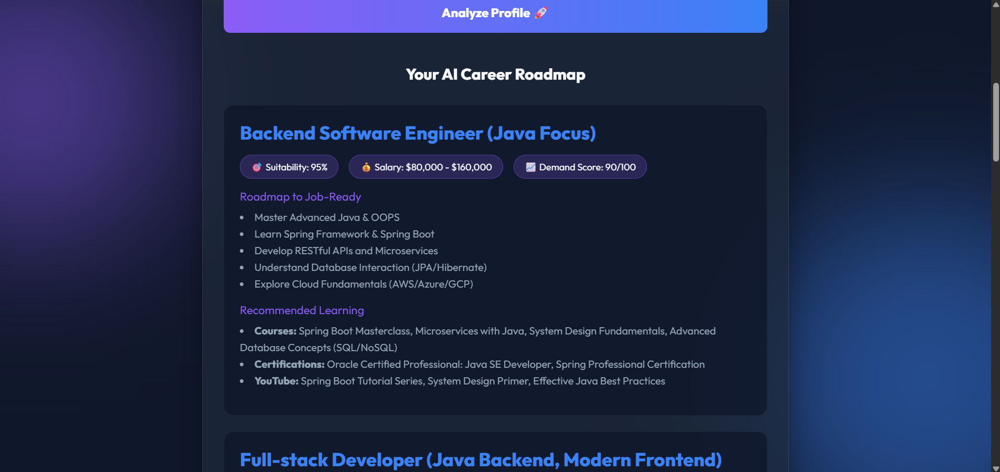 Analyze Profile 🚀
Your AI Career Roadmap
Backend Software Engineer (Java Focus)
🎯 Suitability: 95%
💰 Salary: $80,000 - $160,000
📈 Demand Score: 90/100
Roadmap to Job-Ready
• Master Advanced Java & OOPS
• Learn Spring Framework & Spring Boot
• Develop RESTful APIs and Microservices
• Understand Database Interaction (JPA/Hibernate)
• Explore Cloud Fundamentals (AWS/Azure/GCP)
Recommended Learning
• Courses: Spring Boot Masterclass, Microservices with Java, System Design Fundamentals, Advanced
Database Concepts (SQL/NoSQL)
• Certifications: Oracle Certified Professional: Java SE Developer, Spring Professional Certification
• YouTube: Spring Boot Tutorial Series, System Design Primer, Effective Java Best Practices
Full-stack Developer (Java Backend, Modern Frontend)